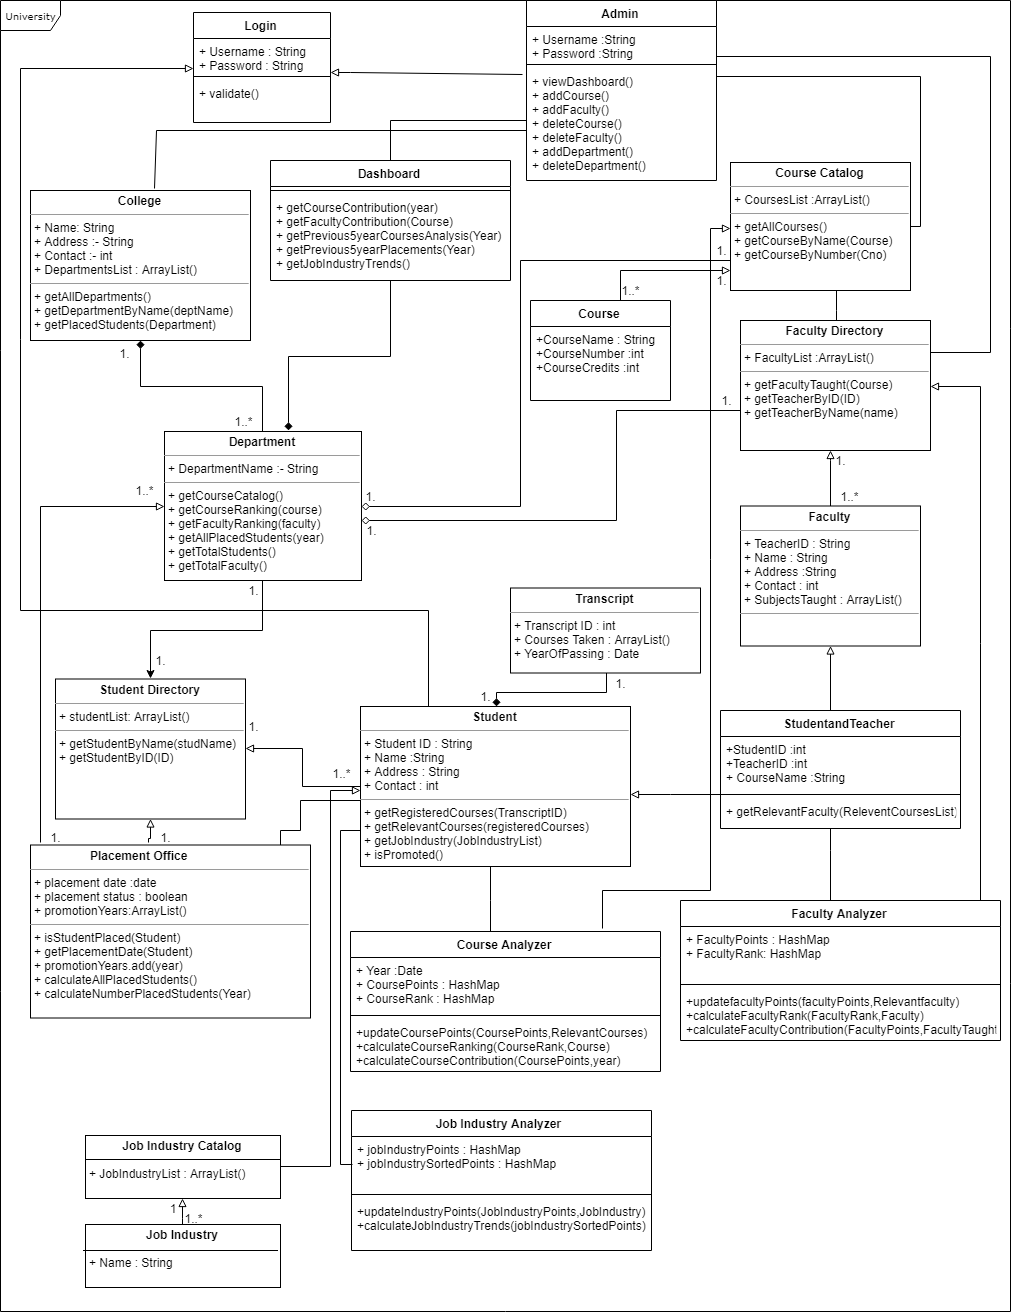 University
Login
+ Username : String
+ Password : String
+ validate()
Admin
+ Username :String
+ Password :String
+ viewDashboard()
+ addCourse()
+ addFaculty()
+ deleteCourse()
+ deleteFaculty()
+ addDepartment()
+ deleteDepartment()
Dashboard
+ getCourseContribution(year)
+ getFacultyContribution(Course)
+ getPrevious5yearCoursesAnalysis(Year)
+ getPrevious5yearPlacements(Year)
+ getJobIndustryTrends()
Course Catalog
+ CoursesList :ArrayList()
+ getAllCourses()
+ getCourseByName(Course)
+ getCourseByNumber(Cno)
College
+ Name: String
+ Address :- String
+ Contact :- int
+ DepartmentsList : ArrayList()
+ getAllDepartments()
+ getDepartmentByName(deptName)
+ getPlacedStudents(Department)
1.
1.
1..*
Course
+CourseName : String
+CourseNumber :int
+CourseCredits :int
Faculty Directory
+ FacultyList :ArrayList()
+ getFacultyTaught(Course)
+ getTeacherByID(ID)
+ getTeacherByName(name)
1.
1.
1..*
1.
1..*
Department
+ DepartmentName :- String
+ getCourseCatalog()
+ getCourseRanking(course)
+ getFacultyRanking(faculty)
+ getAllPlacedStudents(year)
+ getTotalStudents()
+ getTotalFaculty()
1..*
1.
1.
1.
1..*
Faculty
+ TeacherID : String
+ Name : String
+ Address :String
+ Contact : int
+ SubjectsTaught : ArrayList()
Transcript
+ Transcript ID : int
+ Courses Taken : ArrayList()
+ YearOfPassing : Date
1.
1.
1.
1.
Student Directory
+ studentList: ArrayList()
+ getStudentByName(studName)
+ getStudentByID(ID)
1.
1..*
Student
+ Student ID : String
+ Name :String
+ Address : String
+ Contact : int
+ getRegisteredCourses(TranscriptID)
+ getRelevantCourses(registeredCourses)
+ getJobIndustry(JobIndustryList)
+ isPromoted()
StudentandTeacher
+StudentID :int
+TeacherID :int
+ CourseName :String
+ getRelevantFaculty(ReleventCoursesList)
1.
1.
Placement Office
+ placement date :date
+ placement status : boolean
+ promotionYears:ArrayList()
+ isStudentPlaced(Student)
+ getPlacementDate(Student)
+ promotionYears.add(year)
+ calculateAllPlacedStudents()
+ calculateNumberPlacedStudents(Year)
Course Analyzer
+ Year :Date
+ CoursePoints : HashMap
+ CourseRank : HashMap
+updateCoursePoints(CoursePoints,RelevantCourses)
+calculateCourseRanking(CourseRank,Course)
+calculateCourseContribution(CoursePoints,year)
Faculty Analyzer
+ FacultyPoints : HashMap
+ FacultyRank: HashMap
+updatefacultyPoints(facultyPoints,Relevantfaculty)
+calculateFacultyRank(FacultyRank,Faculty)
+calculateFacultyContribution(FacultyPoints,FacultyTaught
Job Industry Catalog
+ JobIndustryList : ArrayList()
1
1..*
Job Industry
+ Name : String
Job Industry Analyzer
+ jobIndustryPoints : HashMap
+ jobIndustrySortedPoints : HashMap
+updateIndustryPoints(JobIndustryPoints,JobIndustry)
+calculateJobIndustryTrends(jobIndustrySortedPoints)